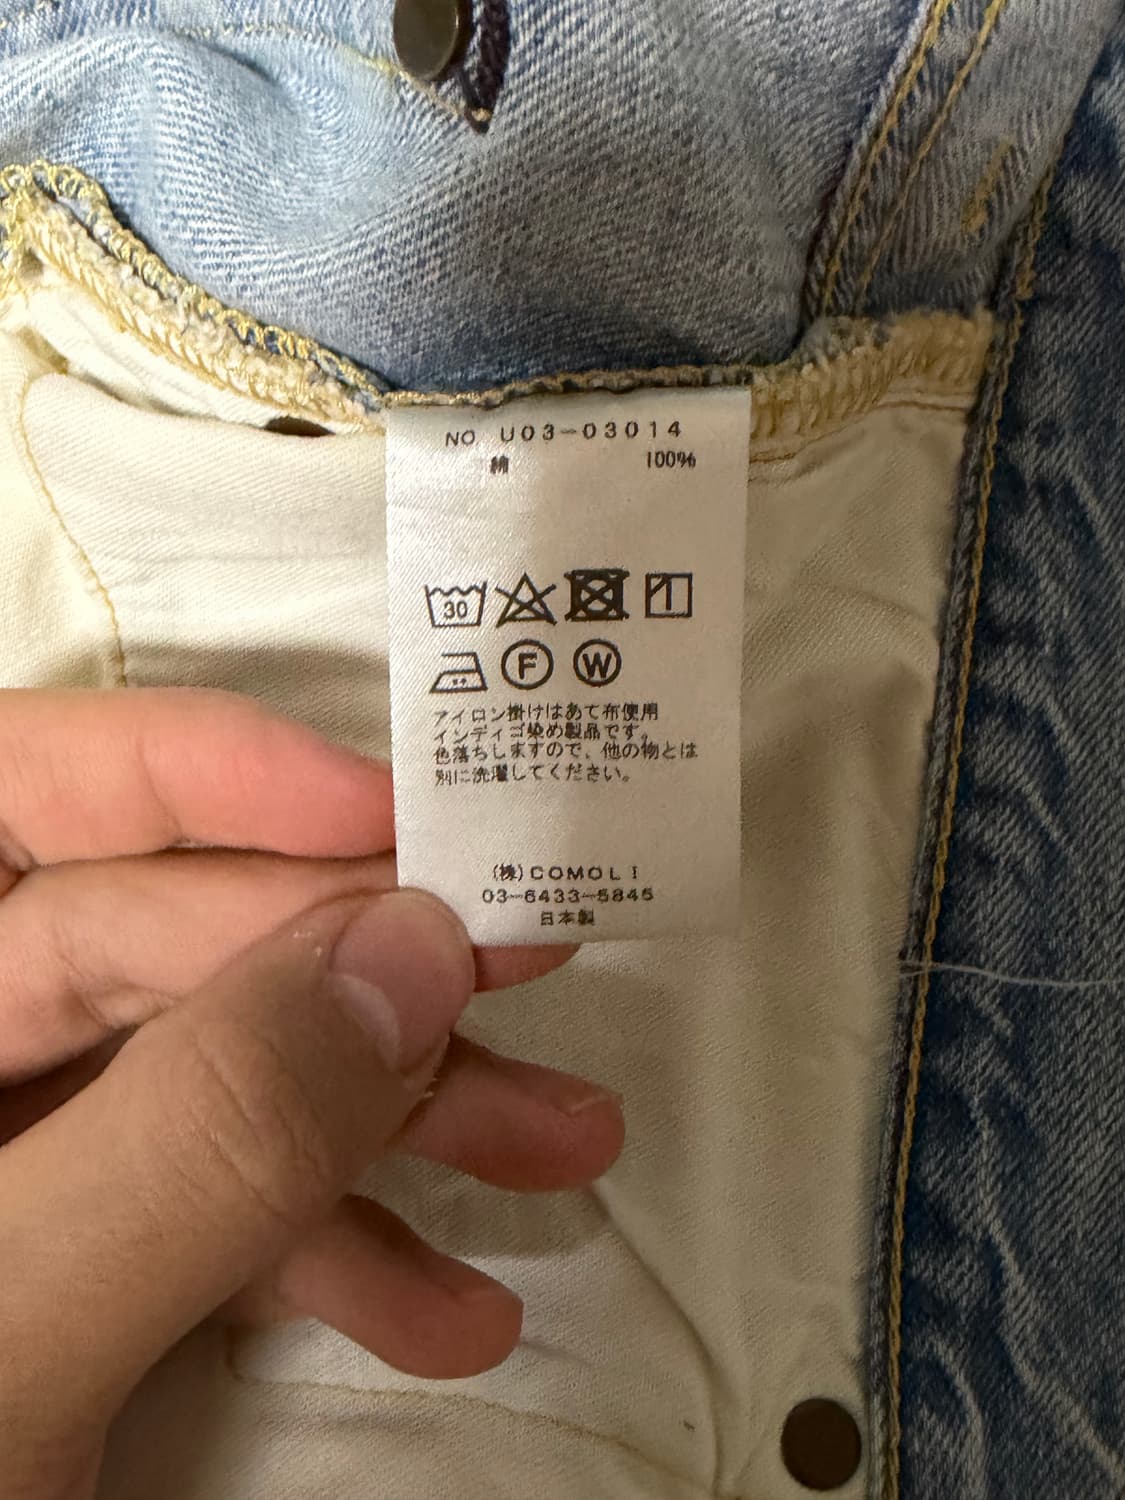 NO. U03-03014
綿 100%
30
F W
アイロン掛けはあて布使用
インディゴ染め製品です。
色落ちしますので、他の物とは
別に洗濯してください。
(株)COMOLI
03-6433-5845
日本製